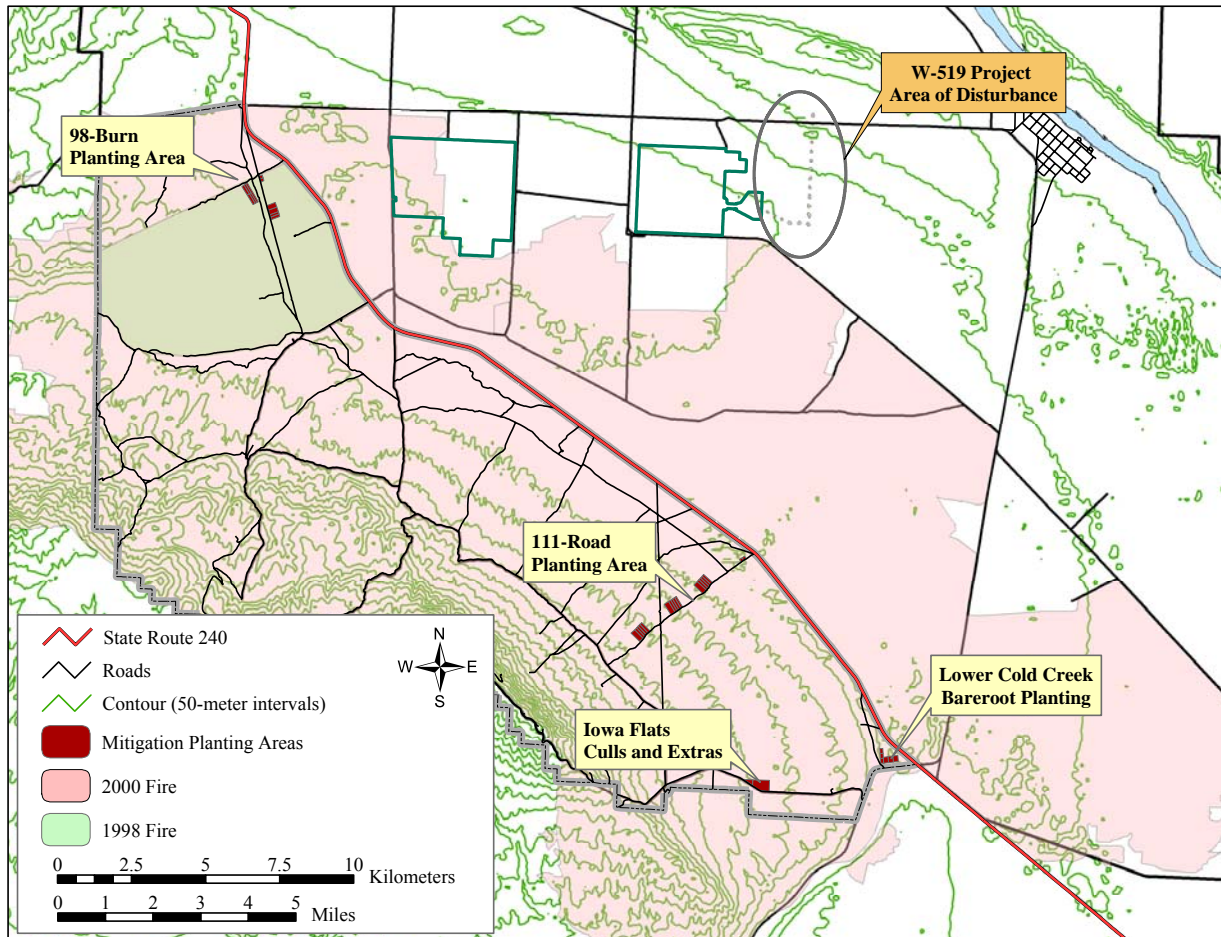 W-519 Project
Area of Disturbance
98-Burn
Planting Area
111-Road
Planting Area
Lower Cold Creek
Bareroot Planting
Iowa Flats
Culls and Extras
State Route 240
Roads
Contour (50-meter intervals)
Mitigation Planting Areas
2000 Fire
1998 Fire
N
W E
S
0 2.5 5 7.5 10
Kilometers
0 1 2 3 4 5
Miles